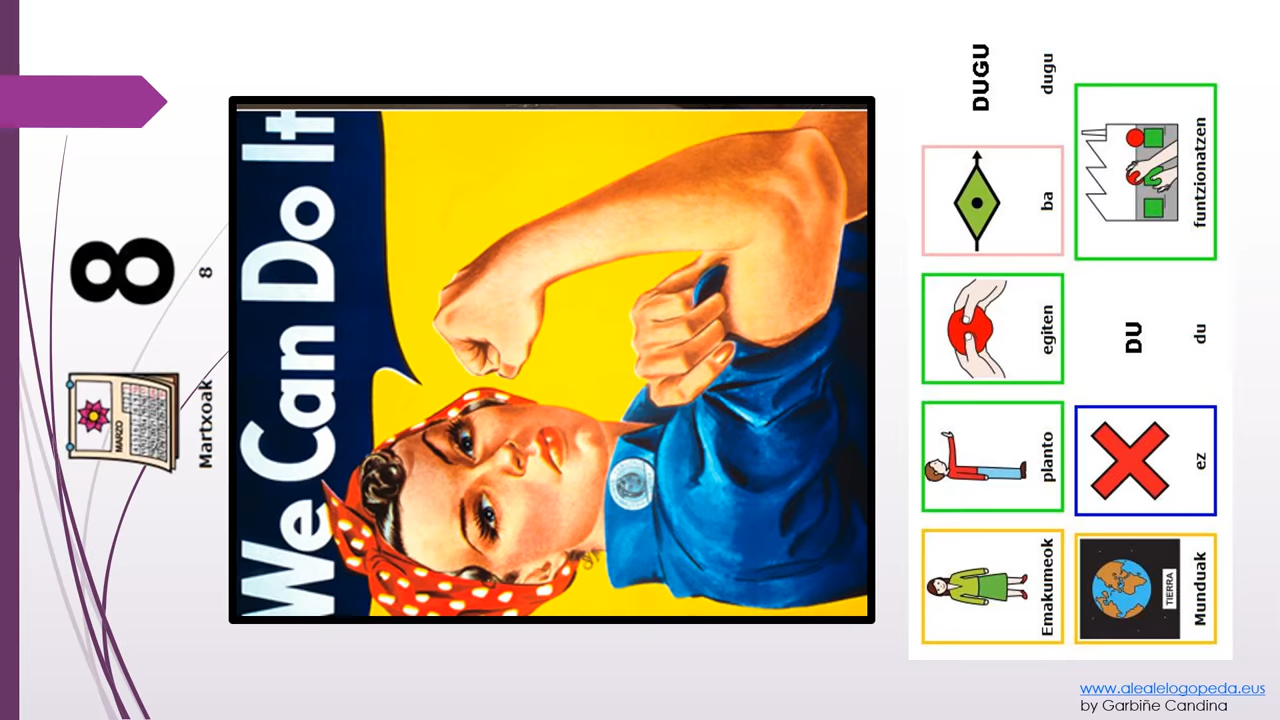 8
MARZO
Martxoak 8
We Can Do It
DUGU
Emakumeok planto egiten ba dugu
DU
TIERRA
Munduak ez du funtzionatzen
www.alealelogopeda.eus
by Garbiñe Candina